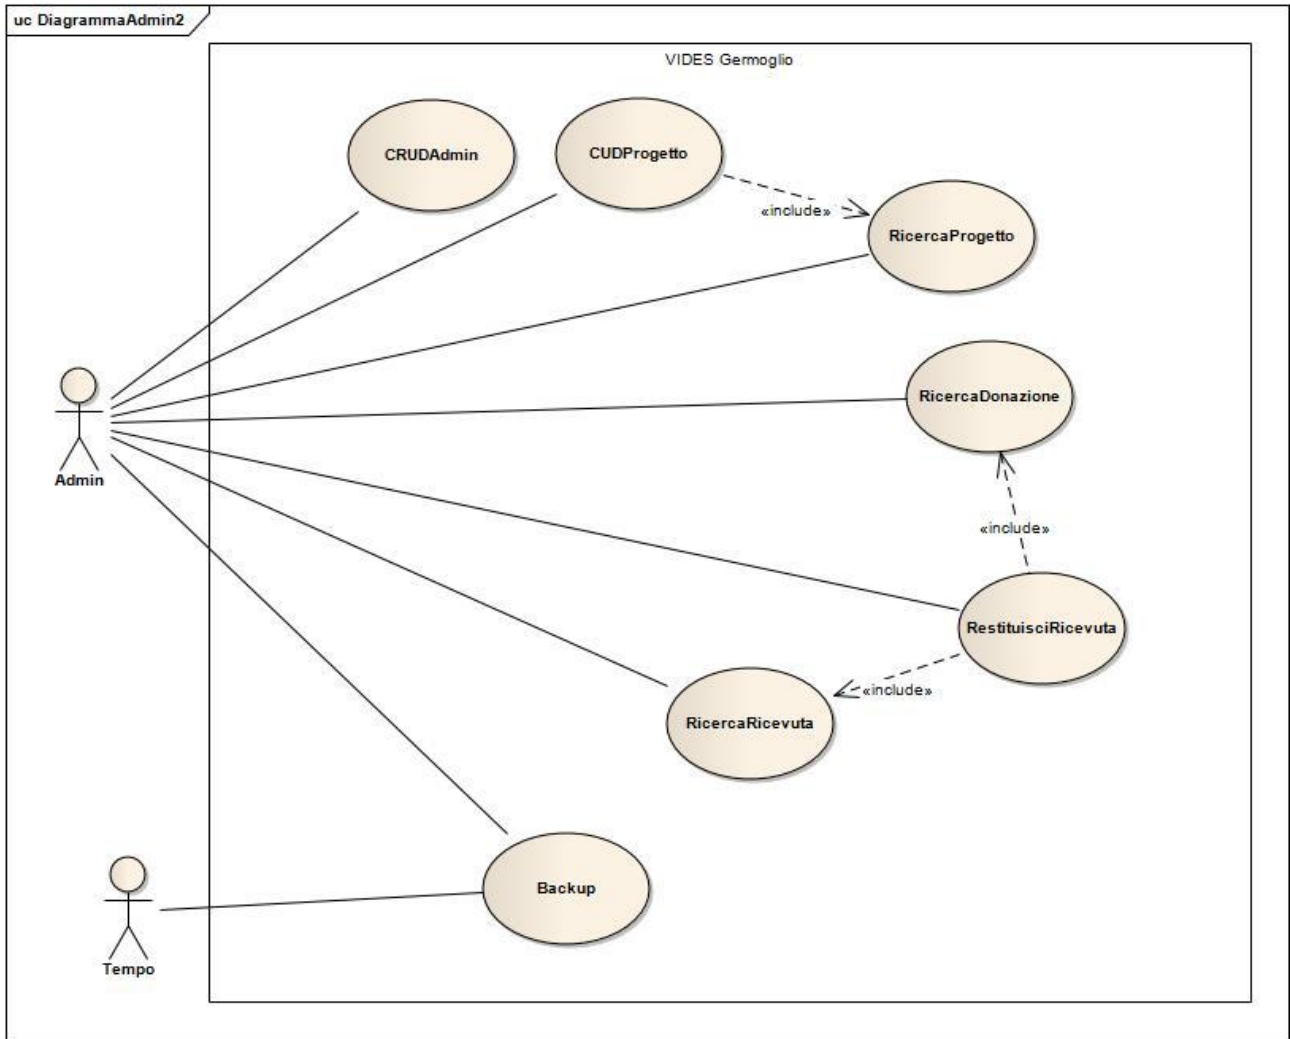 uc DiagrammaAdmin2
VIDES Germoglio
CRUDAdmin
CUDProgetto
«include»
RicercaProgetto
RicercaDonazione
Admin
«include»
RestituisciRicevuta
«include»
RicercaRicevuta
Backup
Tempo